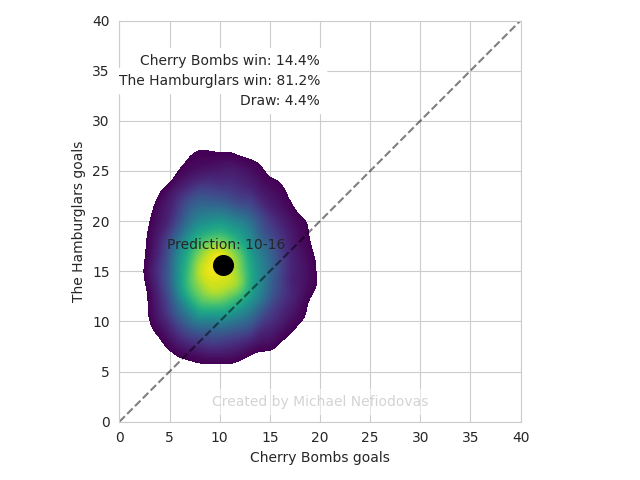 Cherry Bombs win: 14.4%
The Hamburglars win: 81.2%
Draw: 4.4%
Prediction: 10-16
Created by Michael Nefiodovas
The Hamburglars goals
40
35
30
25
20
15
10
5
0
0 5 10 15 20 25 30 35 40
Cherry Bombs goals